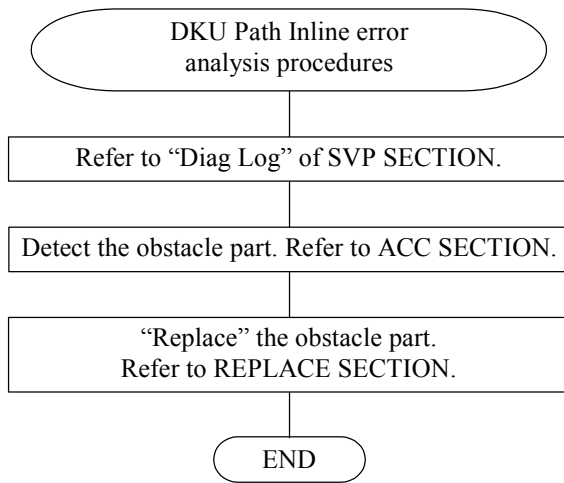 DKU Path Inline error
analysis procedures
Refer to “Diag Log” of SVP SECTION.
Detect the obstacle part. Refer to ACC SECTION.
“Replace” the obstacle part.
Refer to REPLACE SECTION.
END